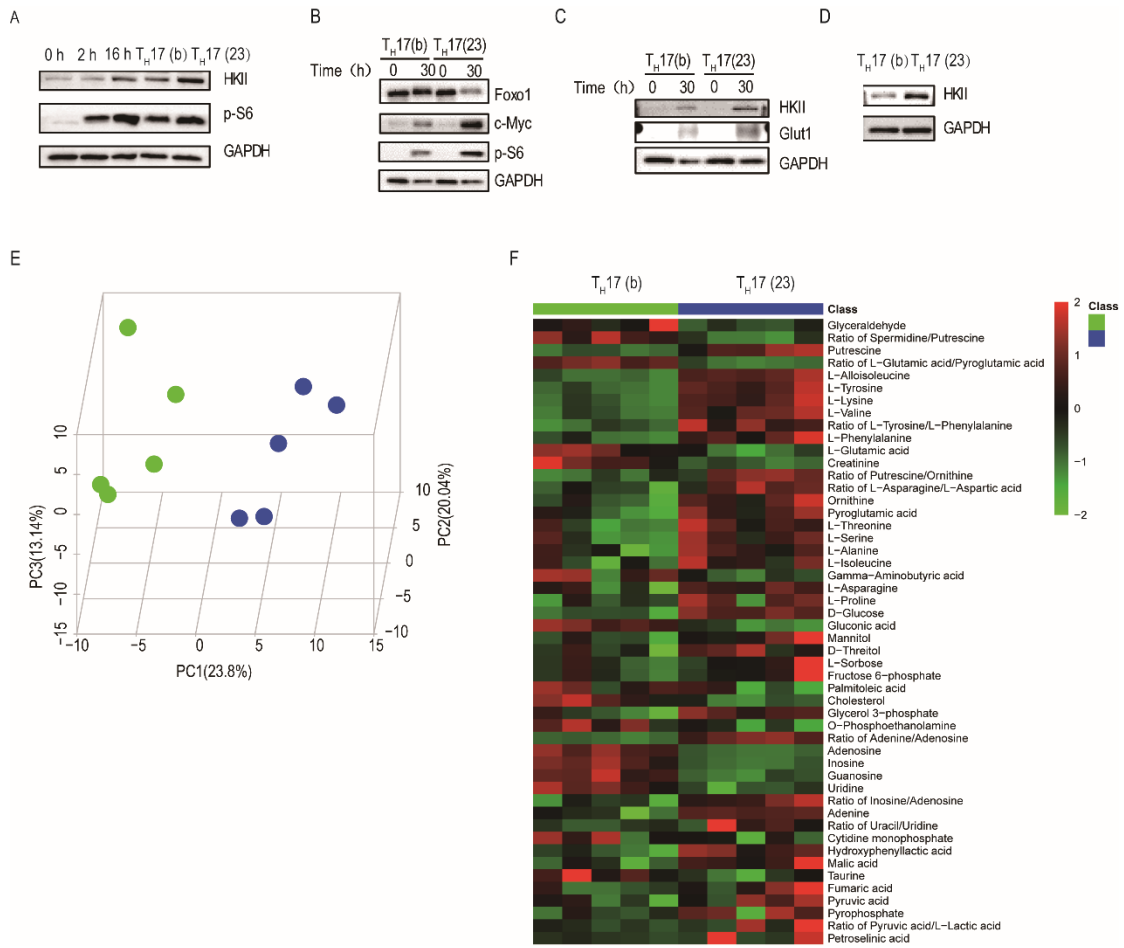 A
0 h 2 h 16 h TH17 (b) TH17 (23)
HKII
p-S6
GAPDH
B
TH17(b) TH17(23)
Time (h) 0 30 0 30
Foxo1
c-Myc
p-S6
GAPDH
C
TH17(b) TH17(23)
Time (h) 0 30 0 30
HKII
Glut1
GAPDH
D
TH17 (b) TH17 (23)
HKII
GAPDH
E
10
5
0
−5
−10
−15
PC3(13.14%)
−10 −5 0 5 10 15
PC1(23.8%)
10
5
0
−5
−10
PC2(20.04%)
F
TH17 (b) TH17 (23)
Class
Glyceraldehyde
Ratio of Spermidine/Putrescine
Putrescine
Ratio of L−Glutamic acid/Pyroglutamic acid
L−Alloisoleucine
L−Tyrosine
L−Lysine
L−Valine
Ratio of L−Tyrosine/L−Phenylalanine
L−Phenylalanine
L−Glutamic acid
Creatinine
Ratio of Putrescine/Ornithine
Ratio of L−Asparagine/L−Aspartic acid
Ornithine
Pyroglutamic acid
L−Threonine
L−Serine
L−Alanine
L−Isoleucine
Gamma−Aminobutyric acid
L−Asparagine
L−Proline
D−Glucose
Gluconic acid
Mannitol
D−Threitol
L−Sorbose
Fructose 6−phosphate
Palmitoleic acid
Cholesterol
Glycerol 3−phosphate
O−Phosphoethanolamine
Ratio of Adenine/Adenosine
Adenosine
Inosine
Guanosine
Uridine
Ratio of Inosine/Adenosine
Adenine
Ratio of Uracil/Uridine
Cytidine monophosphate
Hydroxyphenyllactic acid
Malic acid
Taurine
Fumaric acid
Pyruvic acid
Pyrophosphate
Ratio of Pyruvic acid/L−Lactic acid
Petroselinic acid
2
1
0
−1
−2
Class